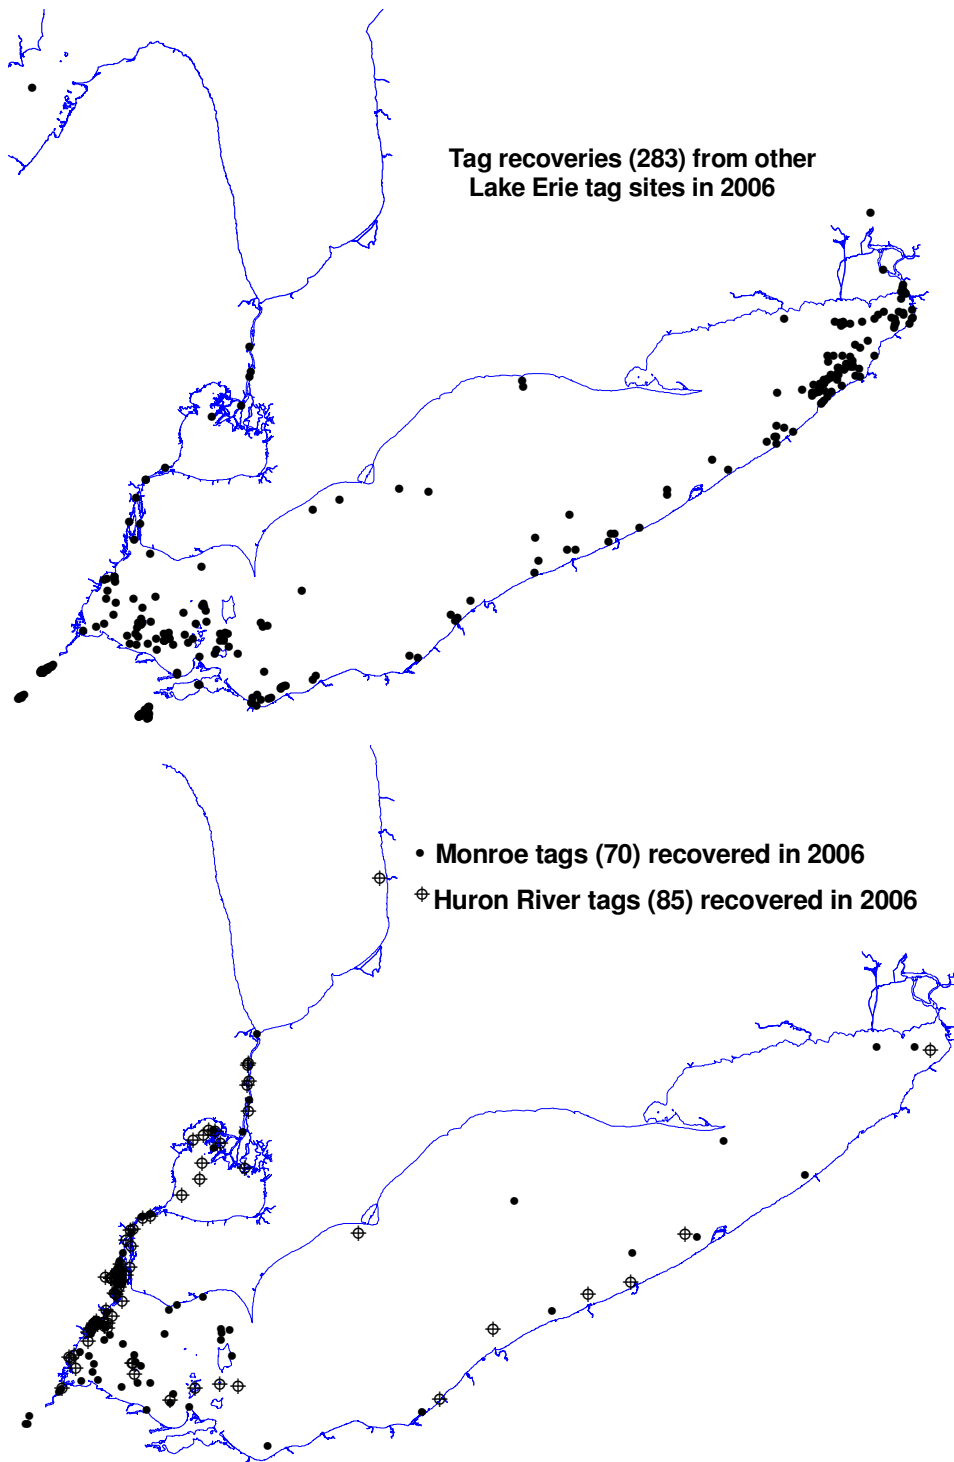 Tag recoveries (283) from other
Lake Erie tag sites in 2006
Monroe tags (70) recovered in 2006
Huron River tags (85) recovered in 2006